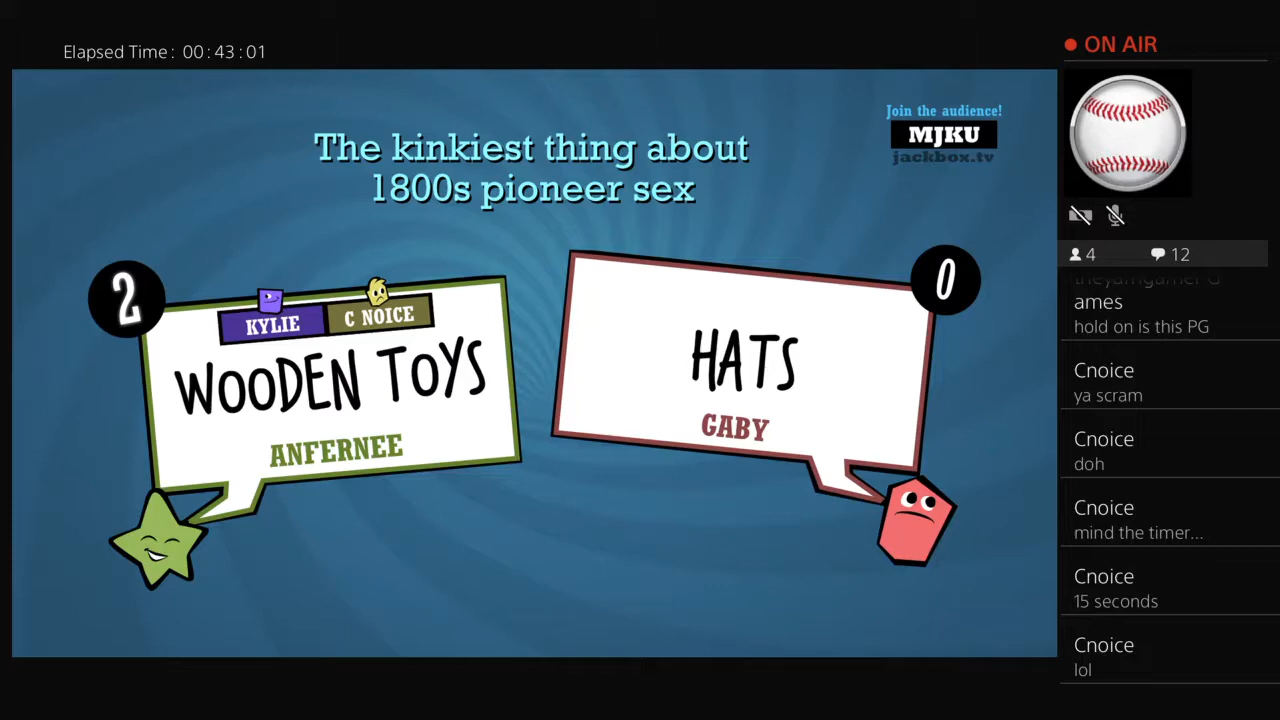 Elapsed Time: 00:43:01
ON AIR
Join the audience!
MJKU
jackbox.tv
The kinkiest thing about
1800s pioneer sex
2
KYLIE
C NOICE
WOODEN TOYS
ANFERNEE
0
HATS
GABY
4
12
ames
hold on is this PG
Cnoice
ya scram
Cnoice
doh
Cnoice
mind the timer...
Cnoice
15 seconds
Cnoice
lol